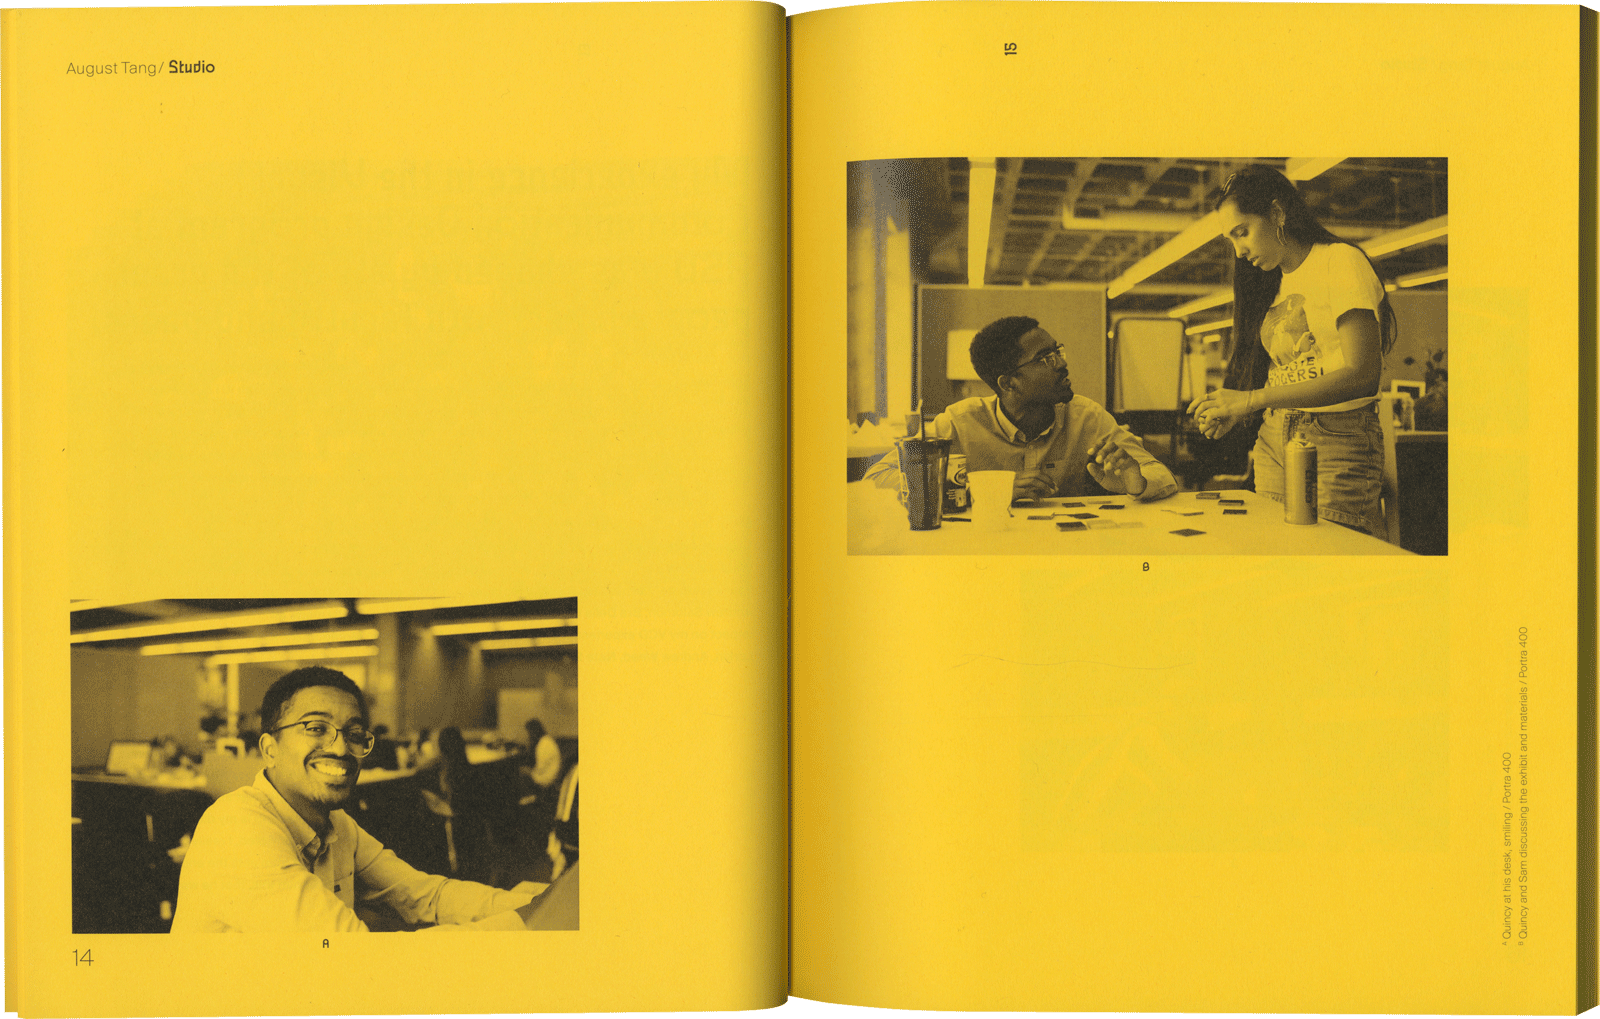 August Tang/ Studio
A
14
15
B
A Quincy at his desk, smiling / Portra 400
B Quincy and Sam discussing the exhibit and materials / Portra 400